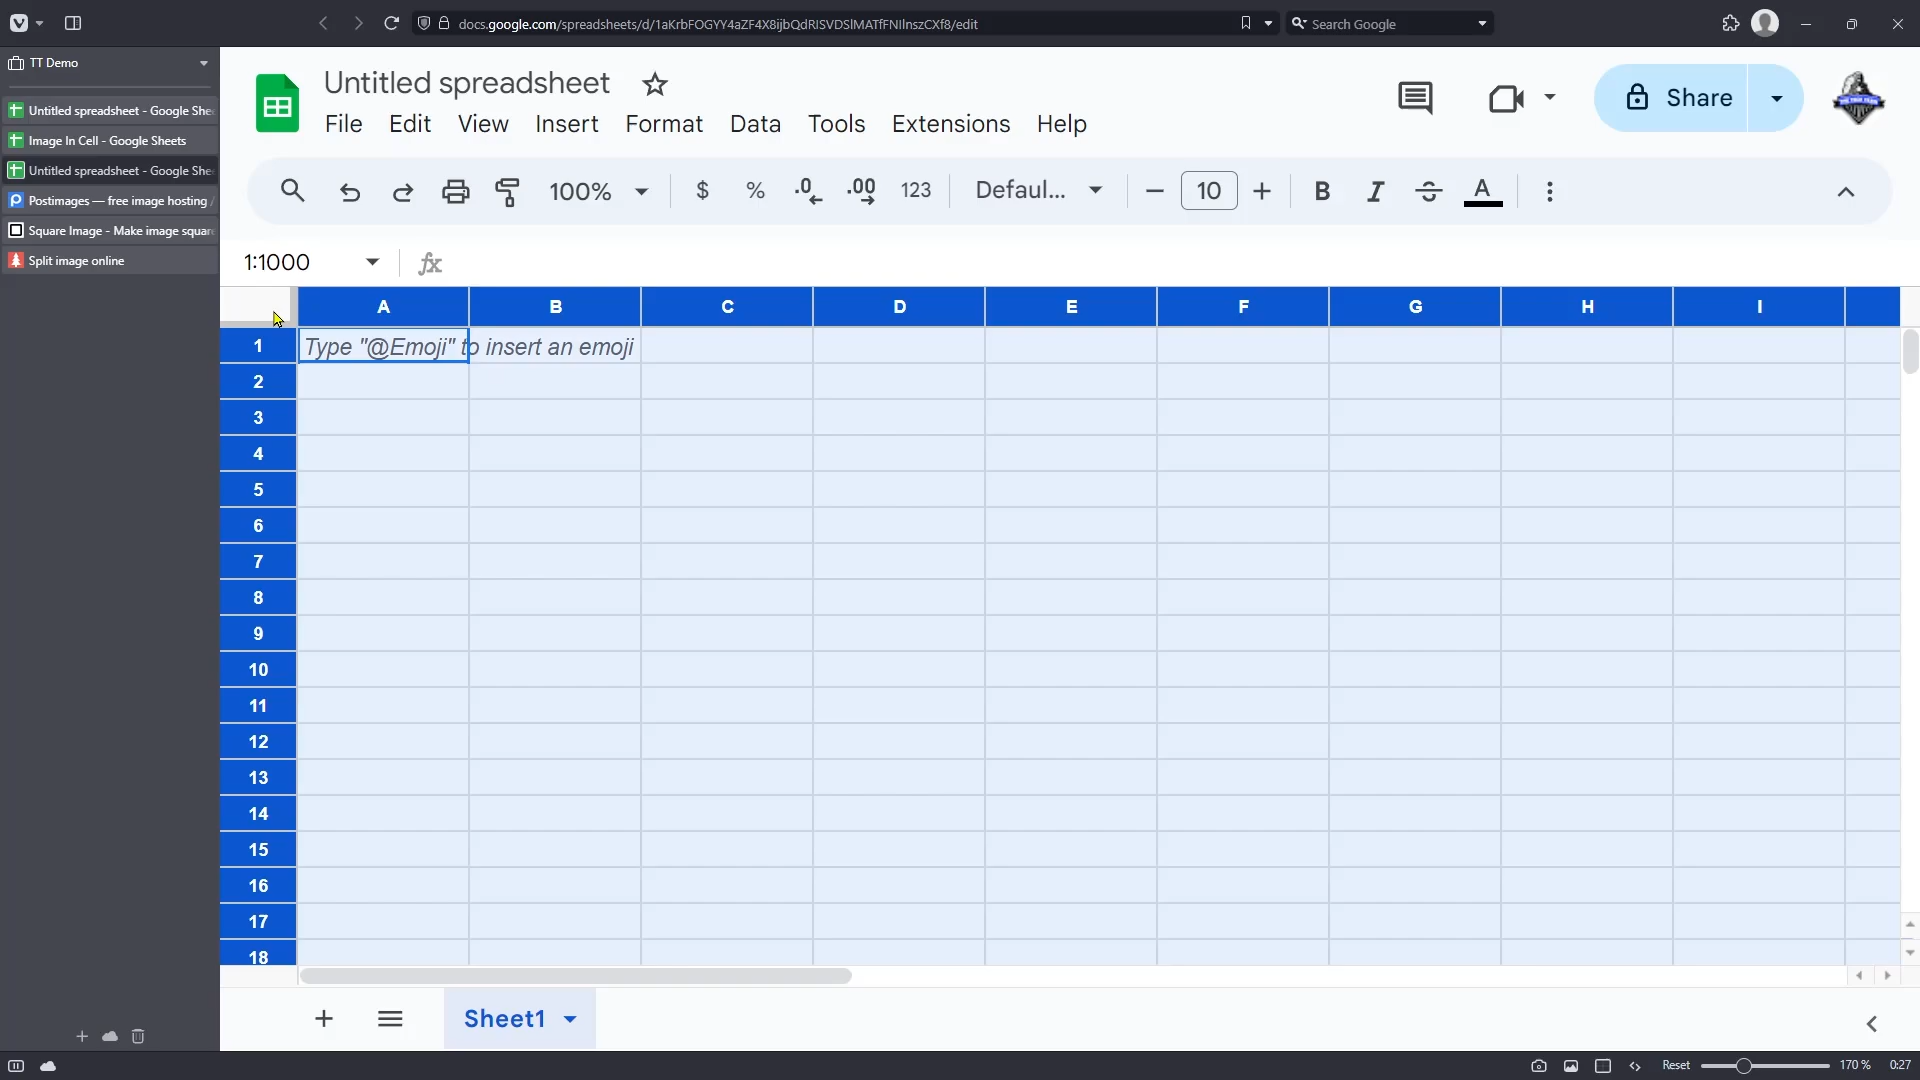 docs.google.com/spreadsheets/d/1aKrbFOGYY4aZF4X8ijbQdRISVDSlMATfFNIlnszCXf8/edit
Search Google
TT Demo
Untitled spreadsheet - Google She
Image In Cell - Google Sheets
Untitled spreadsheet - Google She
Postimages — free image hosting /
Square Image - Make image square
Split image online
Untitled spreadsheet
Share
File Edit View Insert Format Data Tools Extensions Help
100% $ % .0 .00 123 Defaul... 10 B I S A
1:1000 fx
A B C D E F G H I
1 Type "@Emoji" to insert an emoji
2
3
4
5
6
7
8
9
10
11
12
13
14
15
16
17
18
Sheet1
Reset 170 % 0:27